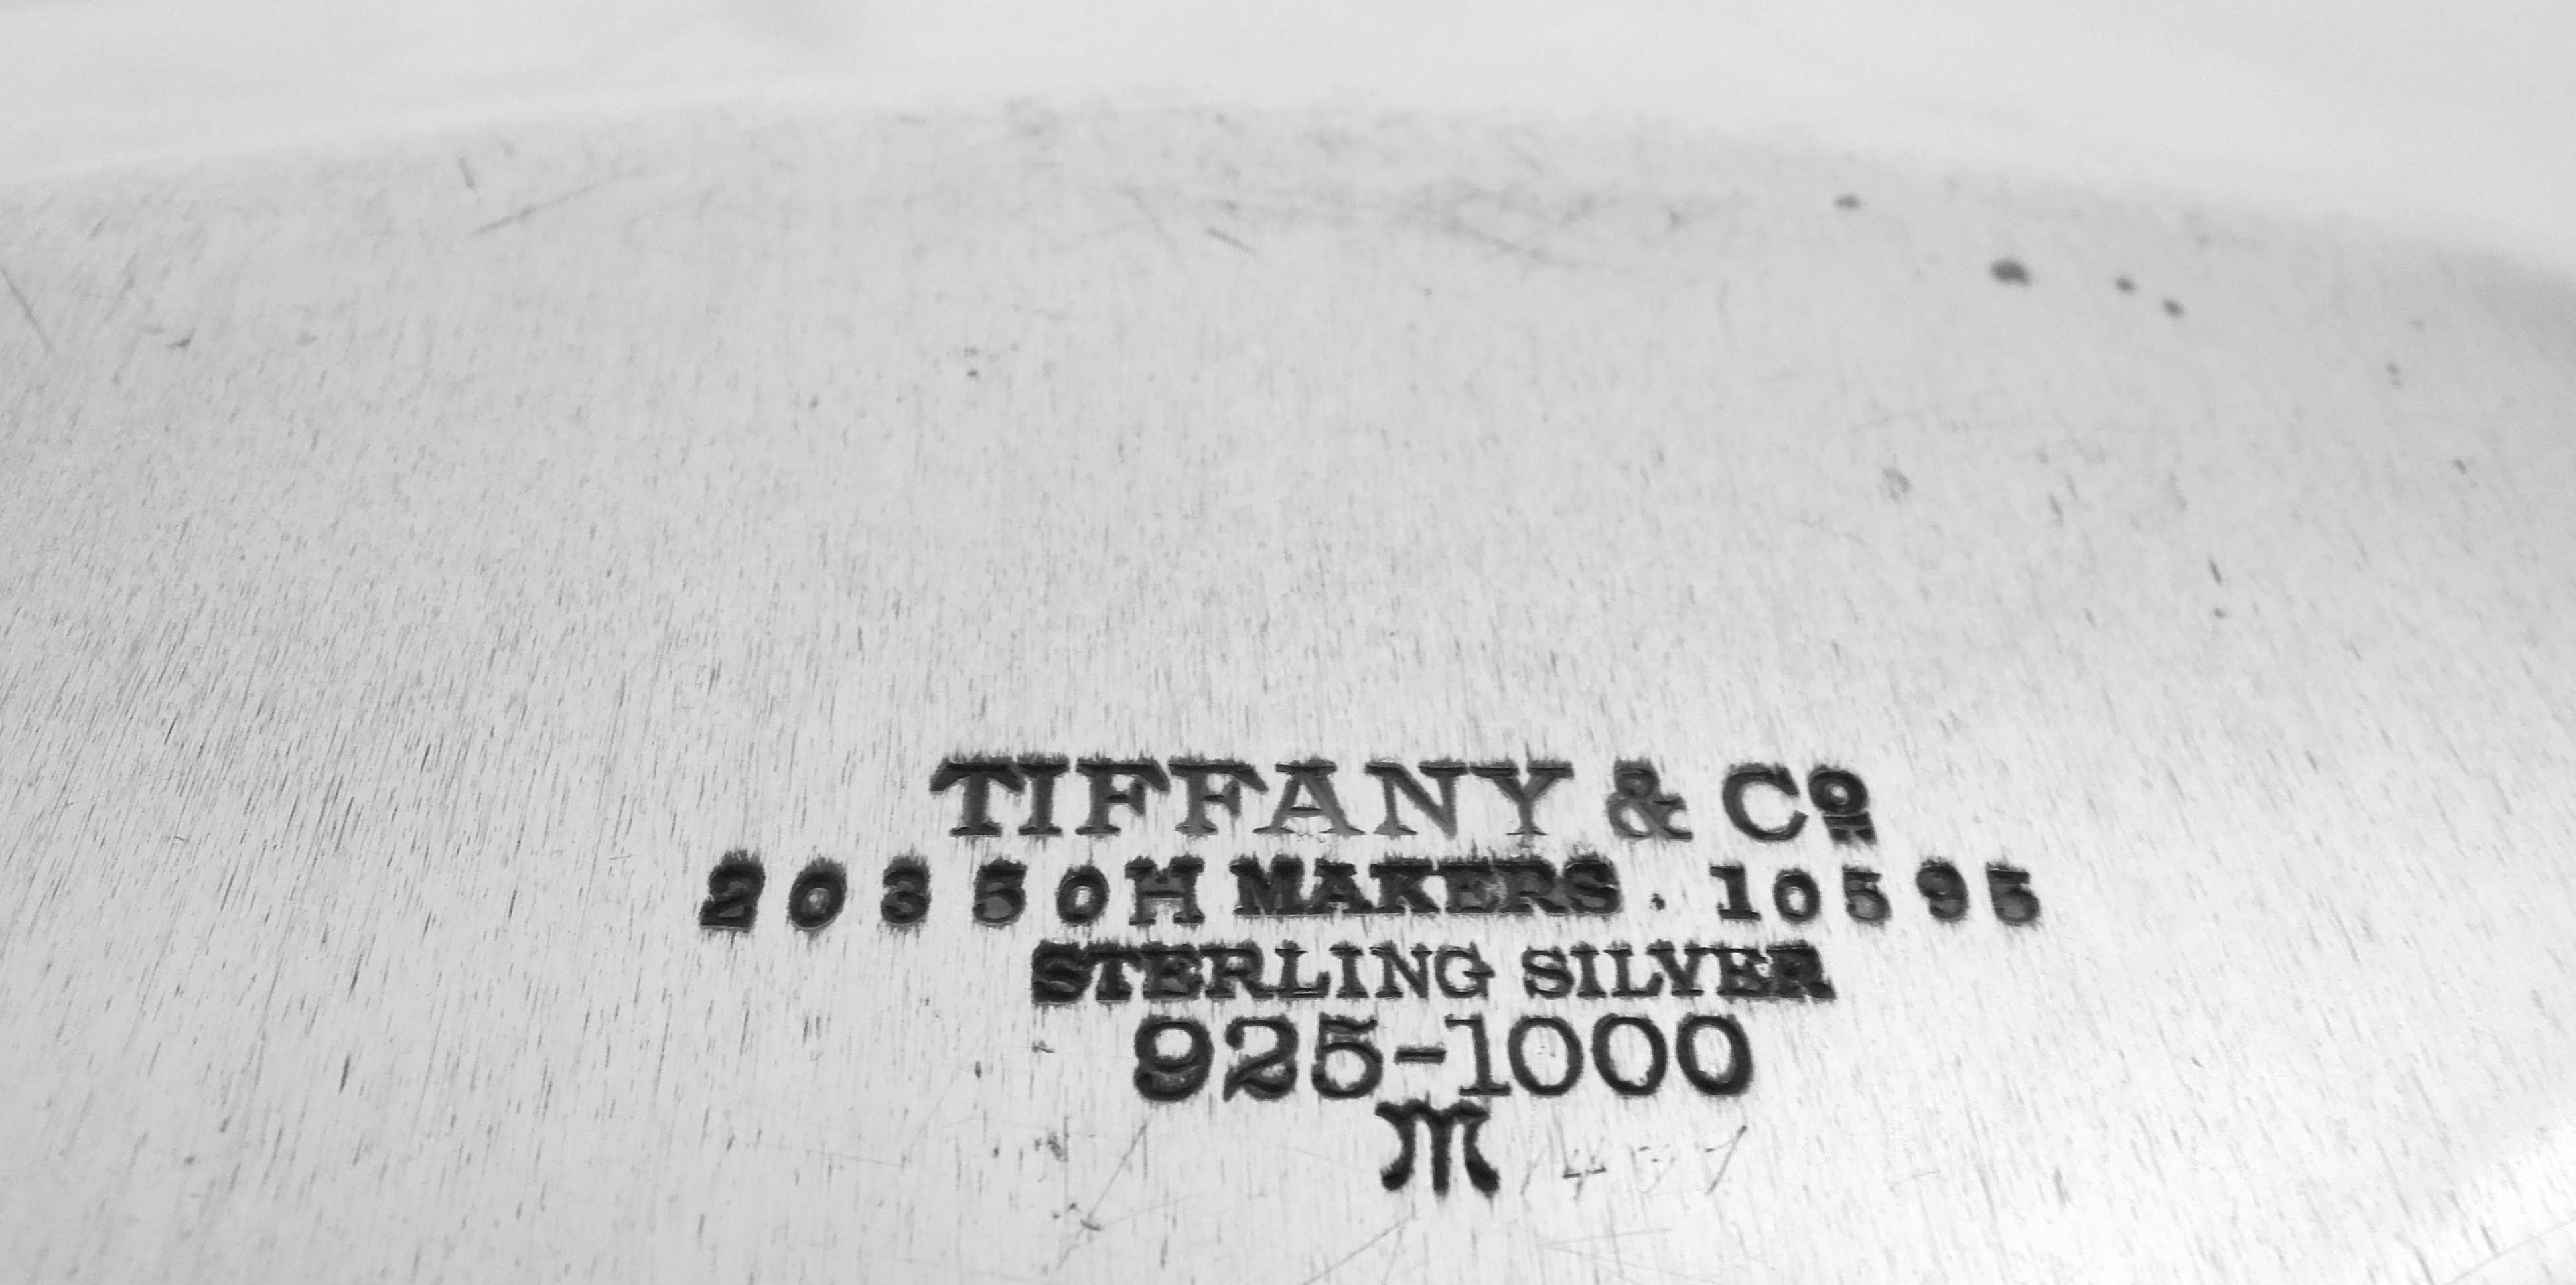 TIFFANY & Cº
20350H MAKERS. 10595
STERLING SILVER
925-1000
M